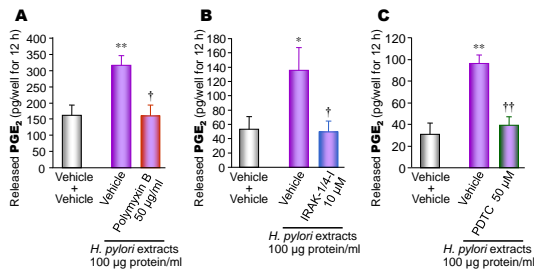 A
Released PGE2 (pg/well for 12 h)
400
350
300
250
200
150
100
50
0
**
†
Vehicle
+
Vehicle
Vehicle
Polymyxin B
50 µg/ml
H. pylori extracts
100 µg protein/ml
B
Released PGE2 (pg/well for 12 h)
200
160
120
80
40
0
*
†
Vehicle
+
Vehicle
Vehicle
IRAK-1/4-I
10 µM
H. pylori extracts
100 µg protein/ml
C
Released PGE2 (pg/well for 12 h)
120
100
80
60
40
20
0
**
††
Vehicle
+
Vehicle
Vehicle
PDTC 50 µM
H. pylori extracts
100 µg protein/ml